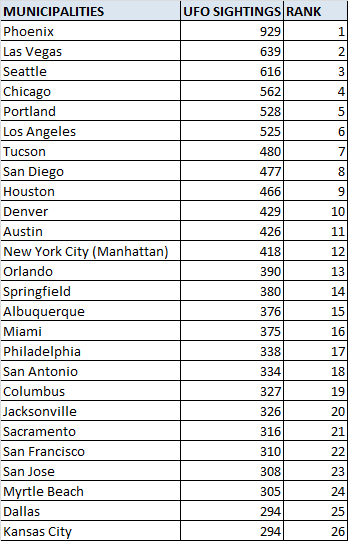 MUNICIPALITIES UFO SIGHTINGS RANK
Phoenix 929 1
Las Vegas 639 2
Seattle 616 3
Chicago 562 4
Portland 528 5
Los Angeles 525 6
Tucson 480 7
San Diego 477 8
Houston 466 9
Denver 429 10
Austin 426 11
New York City (Manhattan) 418 12
Orlando 390 13
Springfield 380 14
Albuquerque 376 15
Miami 375 16
Philadelphia 338 17
San Antonio 334 18
Columbus 327 19
Jacksonville 326 20
Sacramento 316 21
San Francisco 310 22
San Jose 308 23
Myrtle Beach 305 24
Dallas 294 25
Kansas City 294 26